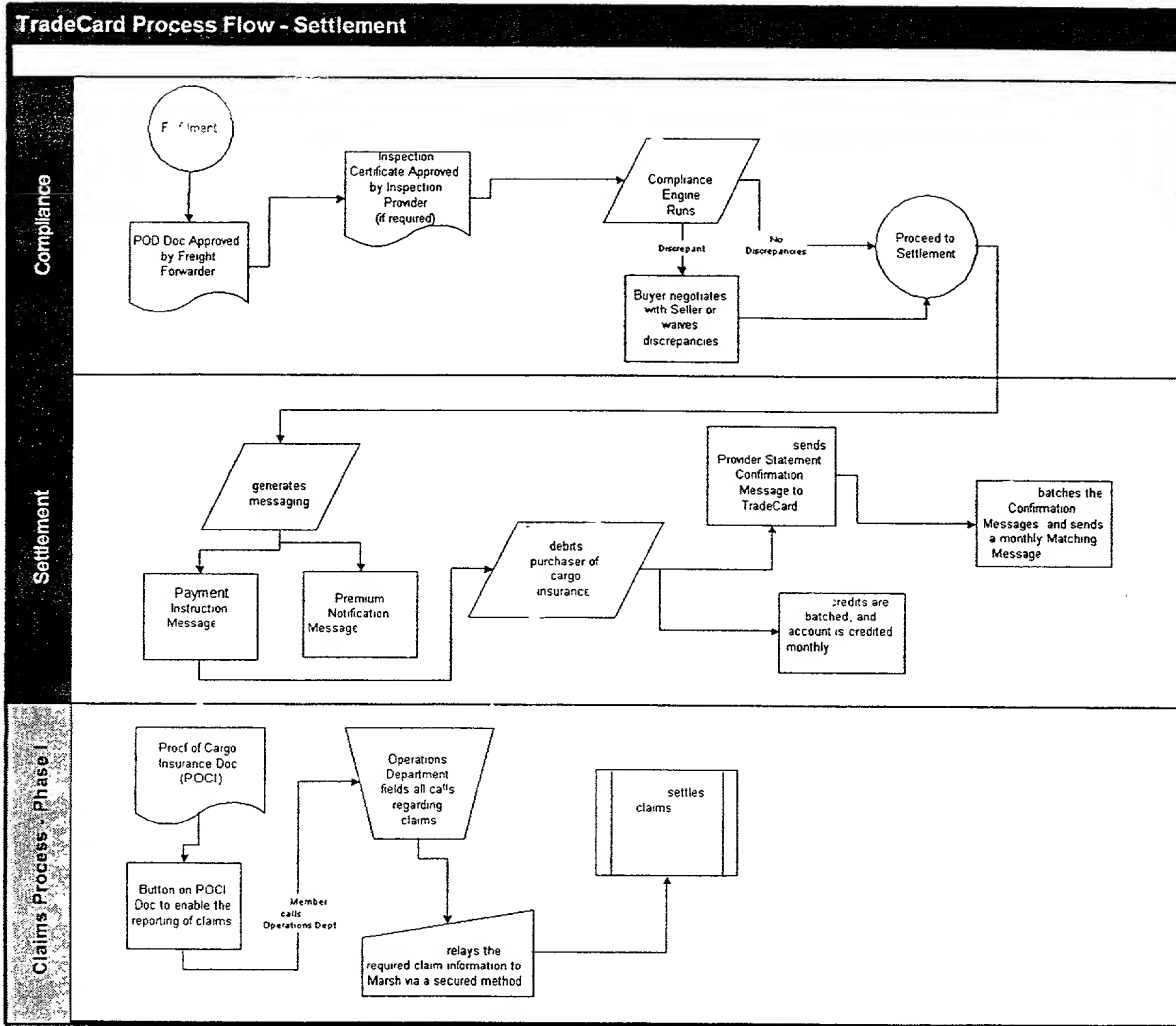 TradeCard Process Flow - Settlement
Compliance
POD Doc Approved
by Freight
Forwarder
Inspection
Certificate Approved
by Inspection
Provider
(if required)
Compliance
Engine
Runs
Discrepant
No
Discrepancies
Buyer negotiates
with Seller or
waives
discrepancies
Proceed to
Settlement
Settlement
generates
messaging
Payment
Instruction
Message
Premium
Notification
Message
debits
purchaser of
cargo
insurance
sends
Provider Statement
Confirmation
Message to
TradeCard
batches the
Confirmation
Messages and sends
a monthly Matching
Message
credits are
batched, and
account is credited
monthly
Claims Process - Phase I
Proof of Cargo
Insurance Doc
(POCI)
Button on POCI
Doc to enable the
reporting of claims
Member
calls
Operations Dept
Operations
Department
fields all calls
regarding
claims
relays the
required claim information to
Marsh via a secured method
settles
claims